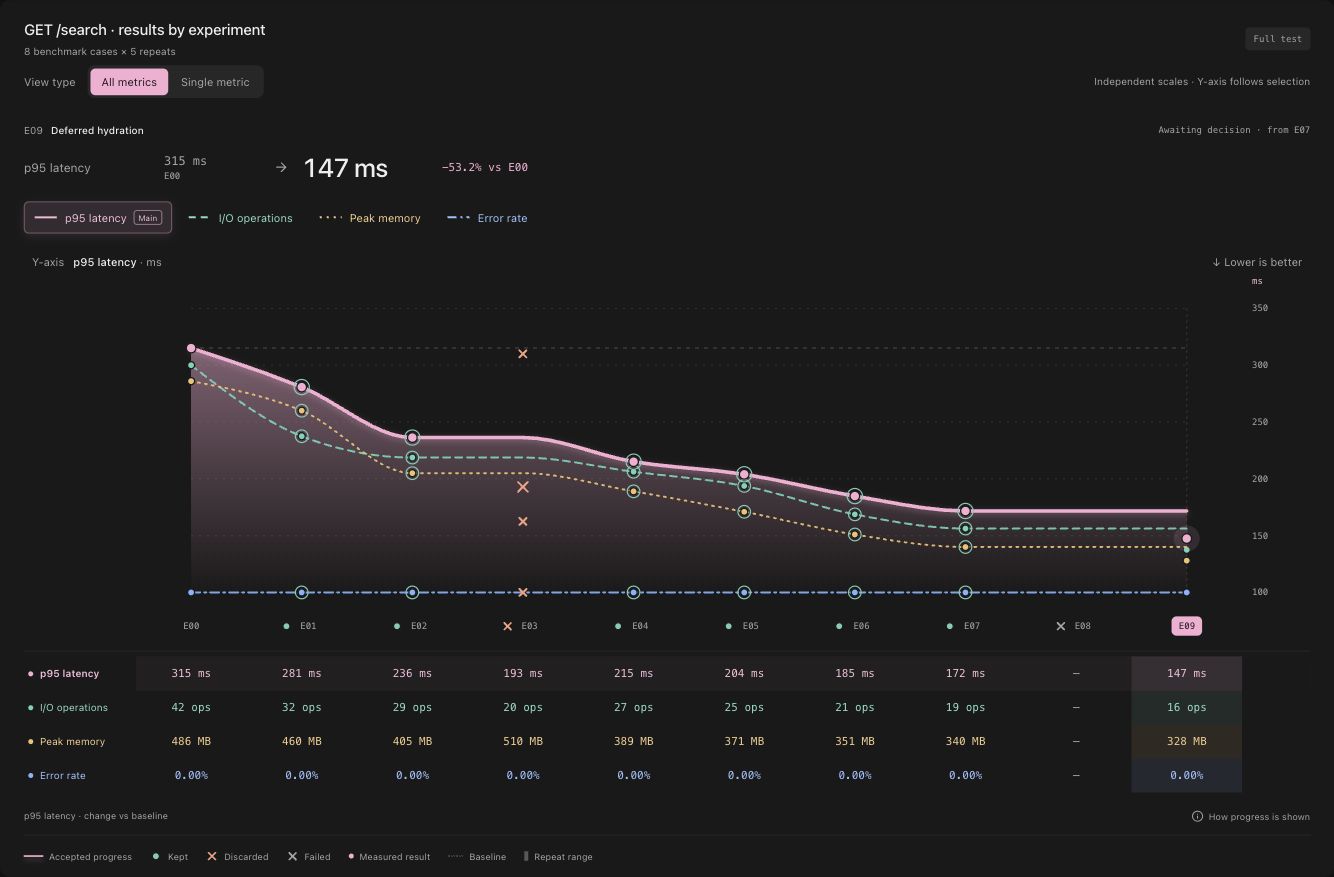 GET /search · results by experiment
8 benchmark cases × 5 repeats
Full test
View type All metrics Single metric
Independent scales · Y-axis follows selection
E09 Deferred hydration
Awaiting decision · from E07
p95 latency 315 ms → 147 ms −53.2% vs E00
E00
p95 latency Main I/O operations Peak memory Error rate
Y-axis p95 latency · ms
↓ Lower is better
ms
350
300
250
200
150
100
E00 E01 E02 E03 E04 E05 E06 E07 E08 E09
p95 latency 315 ms 281 ms 236 ms 193 ms 215 ms 204 ms 185 ms 172 ms — 147 ms
I/O operations 42 ops 32 ops 29 ops 20 ops 27 ops 25 ops 21 ops 19 ops — 16 ops
Peak memory 486 MB 460 MB 405 MB 510 MB 389 MB 371 MB 351 MB 340 MB — 328 MB
Error rate 0.00% 0.00% 0.00% 0.00% 0.00% 0.00% 0.00% 0.00% — 0.00%
p95 latency · change vs baseline
How progress is shown
Accepted progress Kept Discarded Failed Measured result Baseline Repeat range